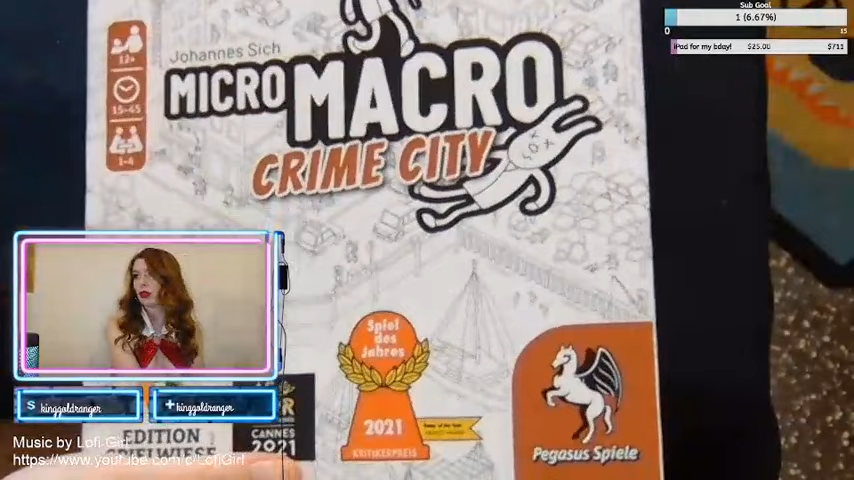 Sub Goal
1 (6.67%)
0
15
iPad for my bday!
$25.00
$711
12+
15-45
1-4
Johannes Sich
MICRO
MACRO
CRIME CITY
Spiel
des
Jahres
2021
KRITIKERPREIS
Pegasus Spiele
S kinggoldranger
+kinggoldranger
EDITION
SPIELWIESE
CANNES
2021
Music by Lofi Girl
https://www.youtube.com/c/LofiGirl